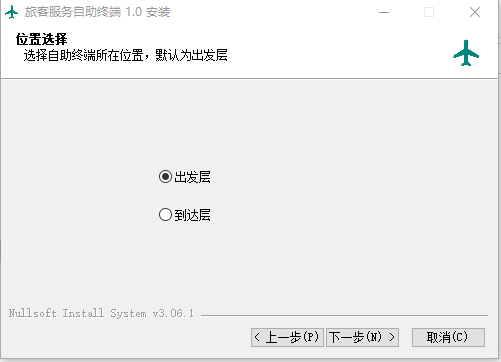 旅客服务自助终端 1.0 安装
位置选择
选择自助终端所在位置，默认为出发层
出发层
到达层
Nullsoft Install System v3.06.1
< 上一步(P) 下一步(N) > 取消(C)